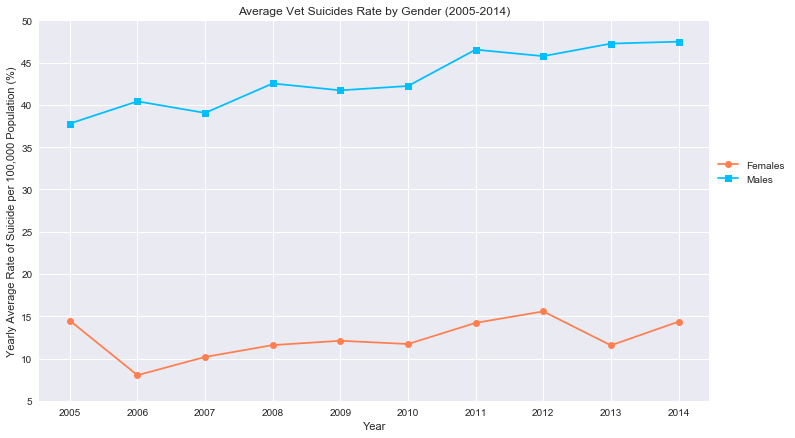 Average Vet Suicides Rate by Gender (2005-2014)
Yearly Average Rate of Suicide per 100,000 Population (%)
50
45
40
35
30
25
20
15
10
5
2005 2006 2007 2008 2009 2010 2011 2012 2013 2014
Year
Females
Males